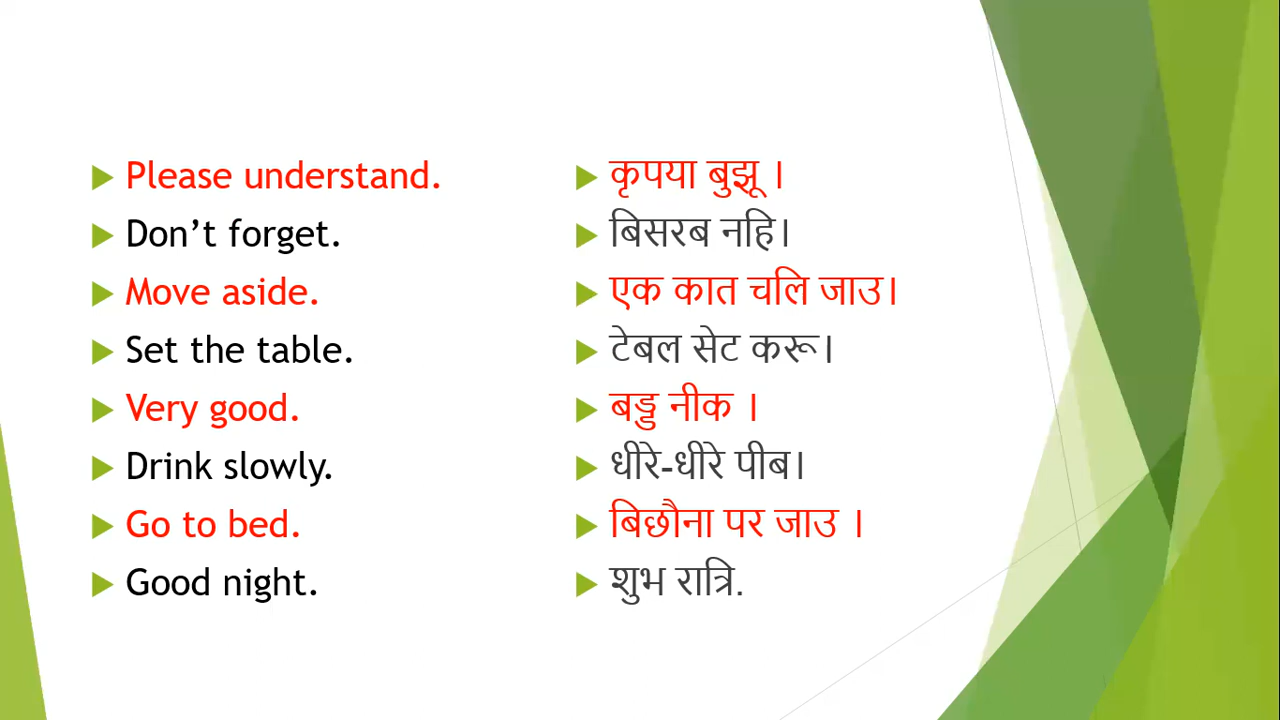 Please understand.
Don’t forget.
Move aside.
Set the table.
Very good.
Drink slowly.
Go to bed.
Good night.
कृपया बुझू ।
बिसरब नहि।
एक कात चलि जाउ।
टेबल सेट करू।
बड्ड नीक ।
धीरे-धीरे पीब।
बिछौना पर जाउ ।
शुभ रात्रि.